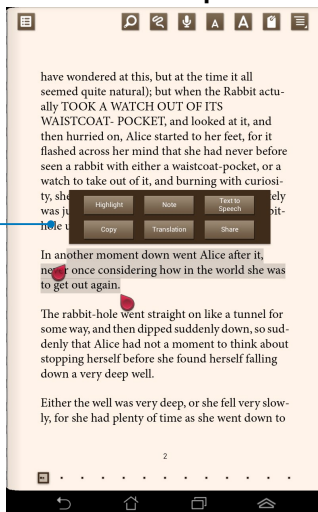 A A
have wondered at this, but at the time it all
seemed quite natural); but when the Rabbit actu-
ally TOOK A WATCH OUT OF ITS
WAISTCOAT- POCKET, and looked at it, and
then hurried on, Alice started to her feet, for it
flashed across her mind that she had never before
seen a rabbit with either a waistcoat-pocket, or a
watch to take out of it, and burning with curiosi-
ty, she tely
Highlight Note Text to Speech
was ju bit-
Copy Translation Share
hole u
In another moment down went Alice after it,
never once considering how in the world she was
to get out again.
The rabbit-hole went straight on like a tunnel for
some way, and then dipped suddenly down, so sud-
denly that Alice had not a moment to think about
stopping herself before she found herself falling
down a very deep well.
Either the well was very deep, or she fell very slow-
ly, for she had plenty of time as she went down to
2